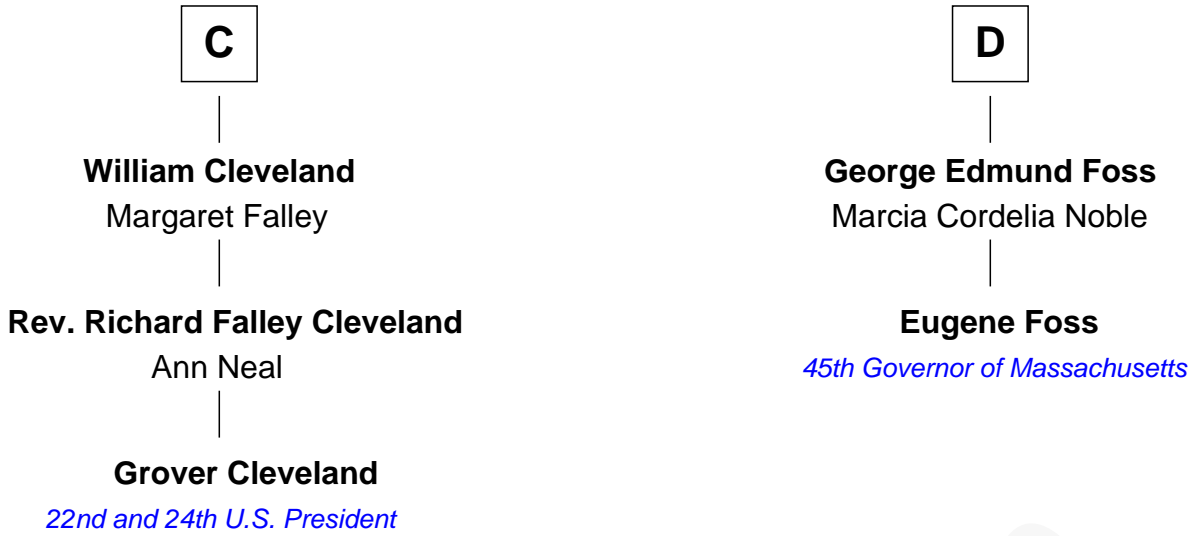 C
William Cleveland
Margaret Falley
Rev. Richard Falley Cleveland
Ann Neal
Grover Cleveland
22nd and 24th U.S. President
D
George Edmund Foss
Marcia Cordelia Noble
Eugene Foss
45th Governor of Massachusetts